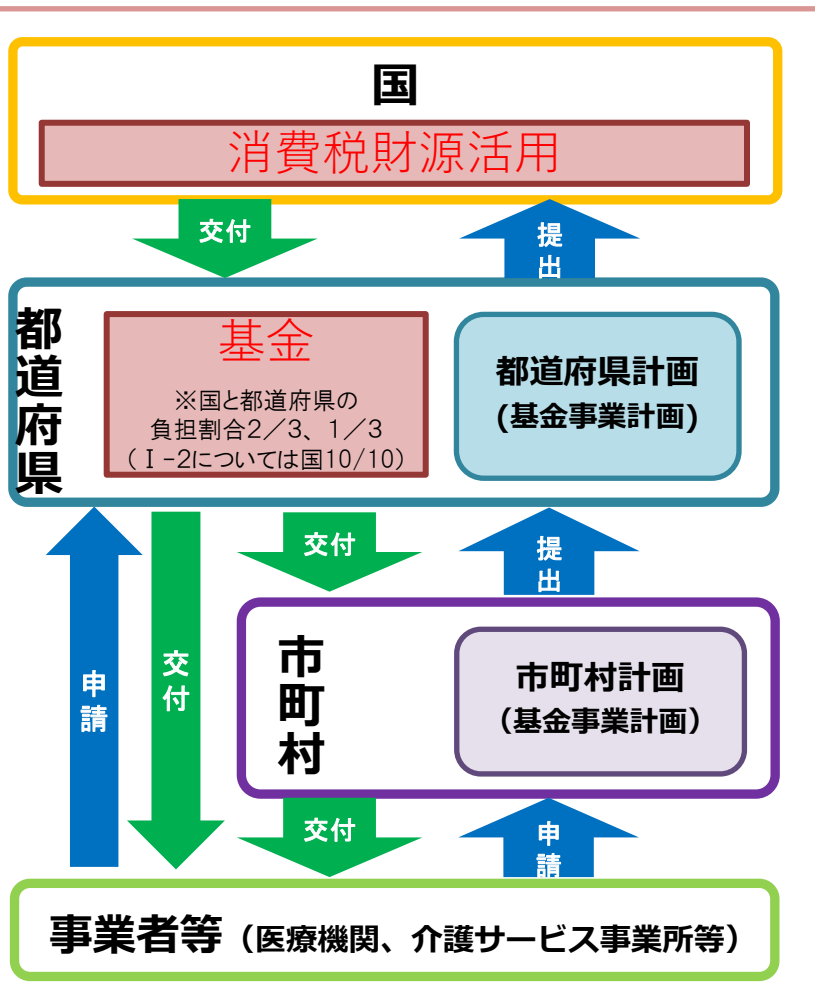 国
消費税財源活用
交付
提出
都道府県
基金
※国と都道府県の
負担割合2／3、1／3
（Ⅰ-2については国10/10）
都道府県計画
(基金事業計画)
申請
交付
交付
提出
市町村
市町村計画
（基金事業計画）
交付
申請
事業者等（医療機関、介護サービス事業所等）